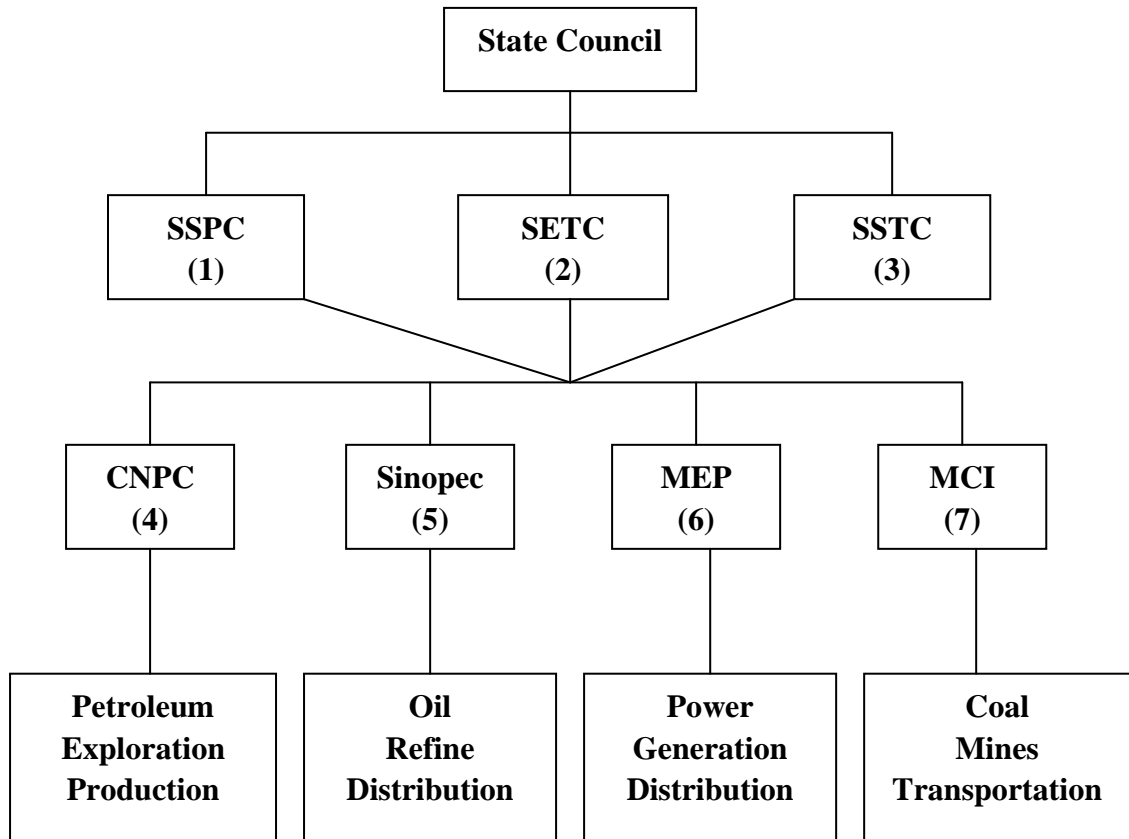 State Council
SSPC
(1)
SETC
(2)
SSTC
(3)
CNPC
(4)
Sinopec
(5)
MEP
(6)
MCI
(7)
Petroleum
Exploration
Production
Oil
Refine
Distribution
Power
Generation
Distribution
Coal
Mines
Transportation